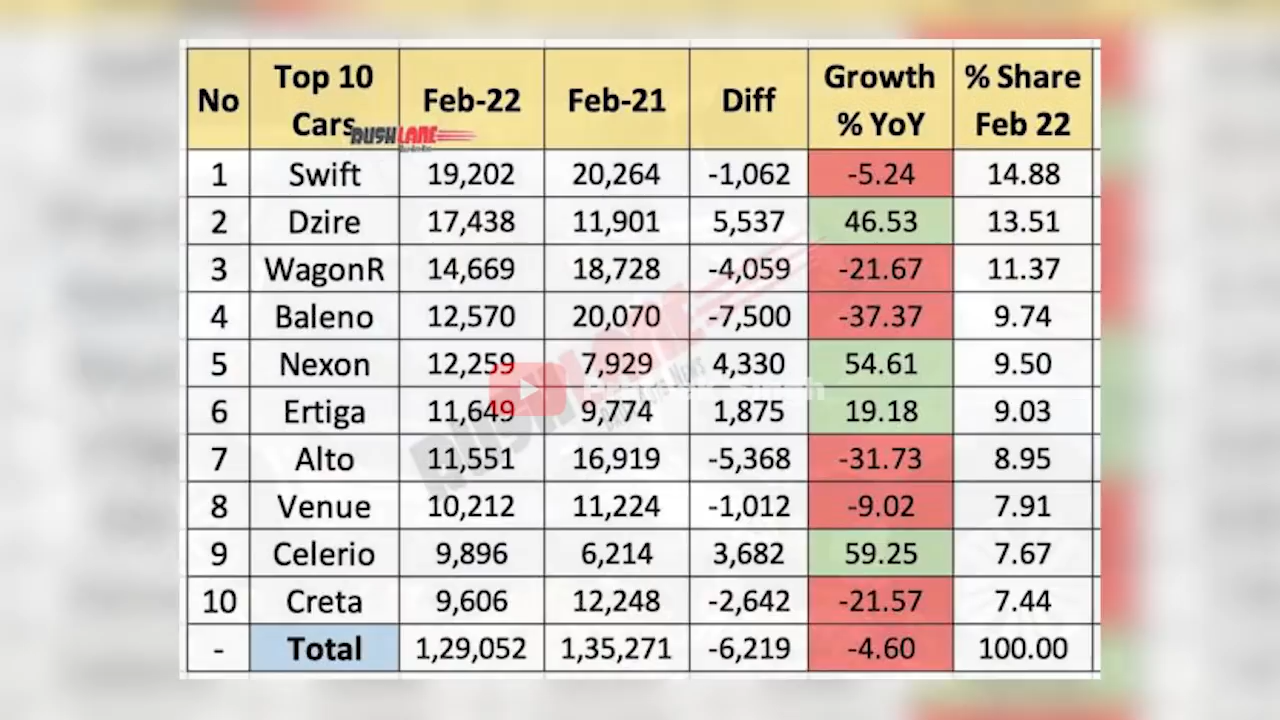 No Top 10 Cars Feb-22 Feb-21 Diff Growth % YoY % Share Feb 22
RUSHLANE
1 Swift 19,202 20,264 -1,062 -5.24 14.88
2 Dzire 17,438 11,901 5,537 46.53 13.51
3 WagonR 14,669 18,728 -4,059 -21.67 11.37
4 Baleno 12,570 20,070 -7,500 -37.37 9.74
5 Nexon 12,259 7,929 4,330 54.61 9.50
6 Ertiga 11,649 9,774 1,875 19.18 9.03
7 Alto 11,551 16,919 -5,368 -31.73 8.95
8 Venue 10,212 11,224 -1,012 -9.02 7.91
9 Celerio 9,896 6,214 3,682 59.25 7.67
10 Creta 9,606 12,248 -2,642 -21.57 7.44
- Total 1,29,052 1,35,271 -6,219 -4.60 100.00
RUSHLANE